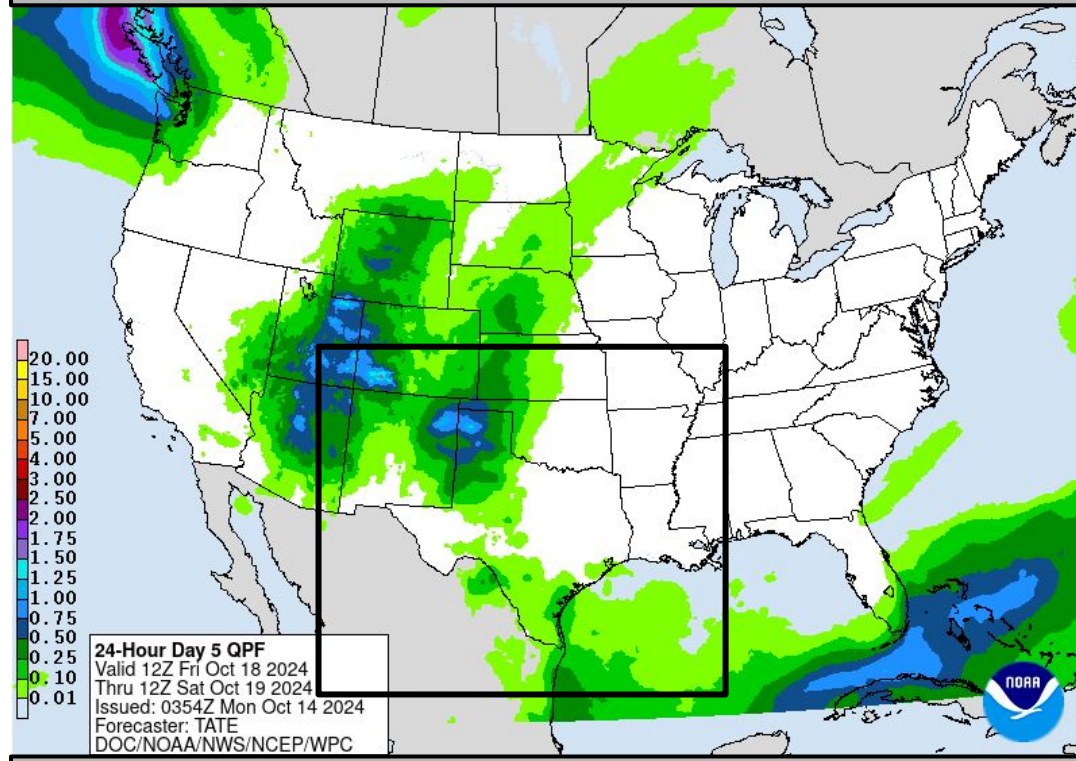 20.00
15.00
10.00
7.00
5.00
4.00
3.00
2.50
2.00
1.75
1.50
1.25
1.00
0.75
0.50
0.25
0.10
0.01
24-Hour Day 5 QPF
Valid 12Z Fri Oct 18 2024
Thru 12Z Sat Oct 19 2024
Issued: 0354Z Mon Oct 14 2024
Forecaster: TATE
DOC/NOAA/NWS/NCEP/WPC
NOAA